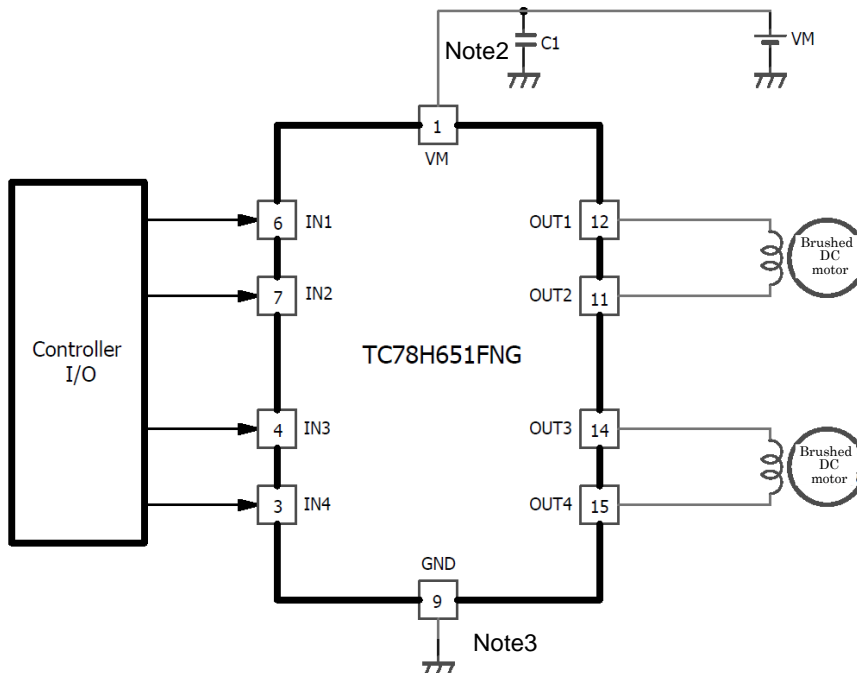 Note2
C1
VM
1
VM
6
IN1
OUT1
12
Brushed
DC
motor
7
IN2
OUT2
11
Controller
I/O
TC78H651FNG
4
IN3
OUT3
14
Brushed
DC
motor
3
IN4
OUT4
15
GND
9
Note3